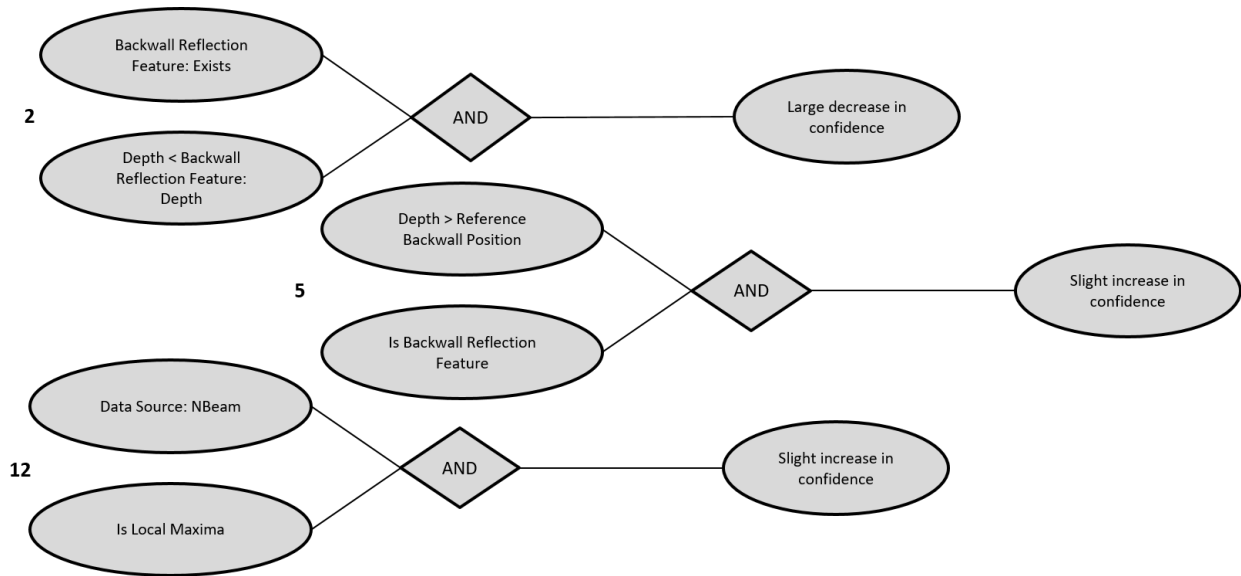 Backwall Reflection
Feature: Exists
2
AND
Large decrease in
confidence
Depth < Backwall
Reflection Feature:
Depth
Depth > Reference
Backwall Position
5
AND
Slight increase in
confidence
Is Backwall Reflection
Feature
Data Source: NBeam
12
AND
Slight increase in
confidence
Is Local Maxima